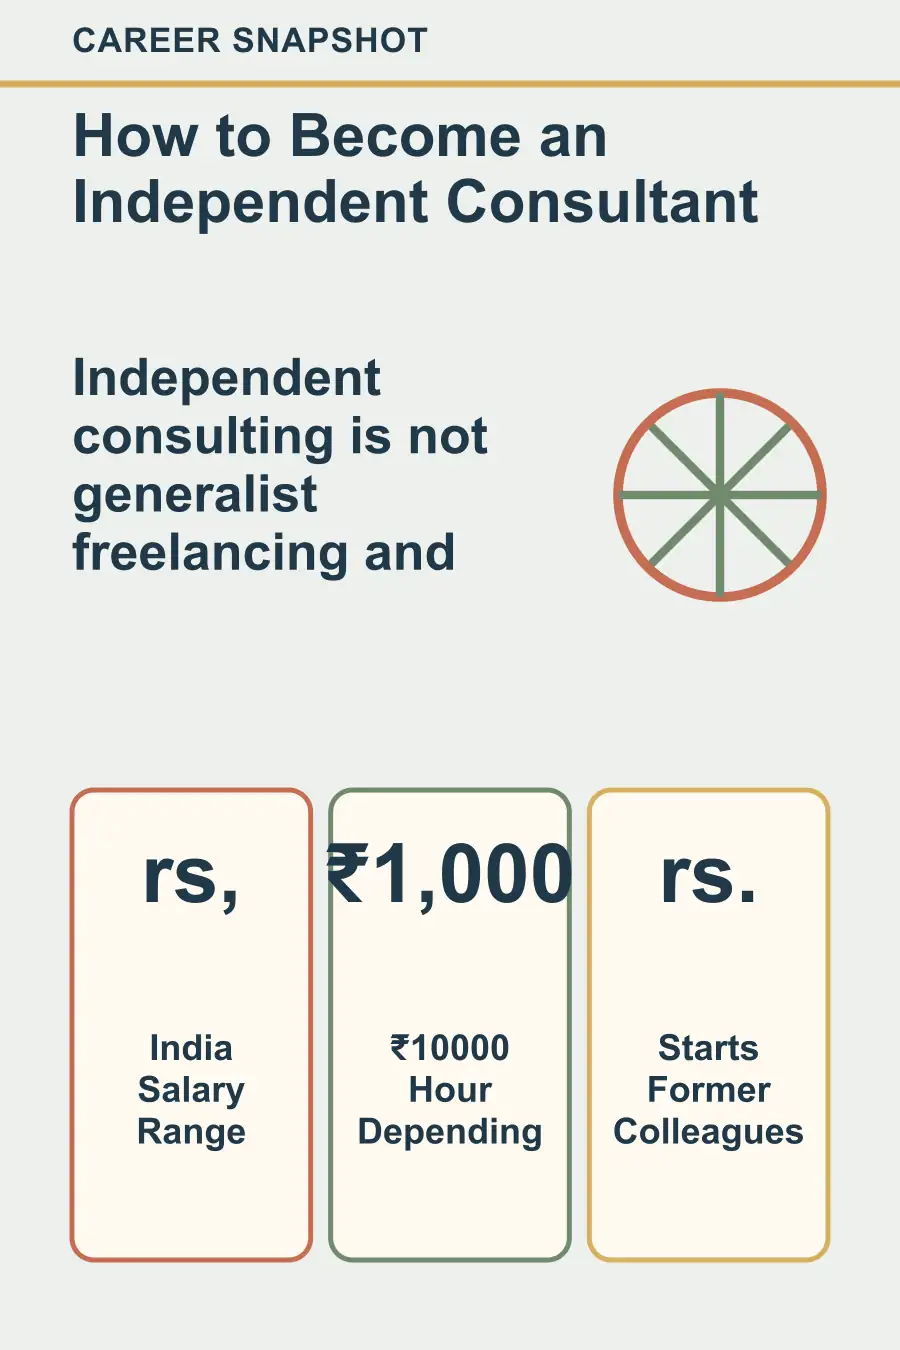 CAREER SNAPSHOT
How to Become an
Independent Consultant
Independent
consulting is not
generalist
freelancing and
rs,
India
Salary
Range
₹1,000
₹10000
Hour
Depending
rs.
Starts
Former
Colleagues